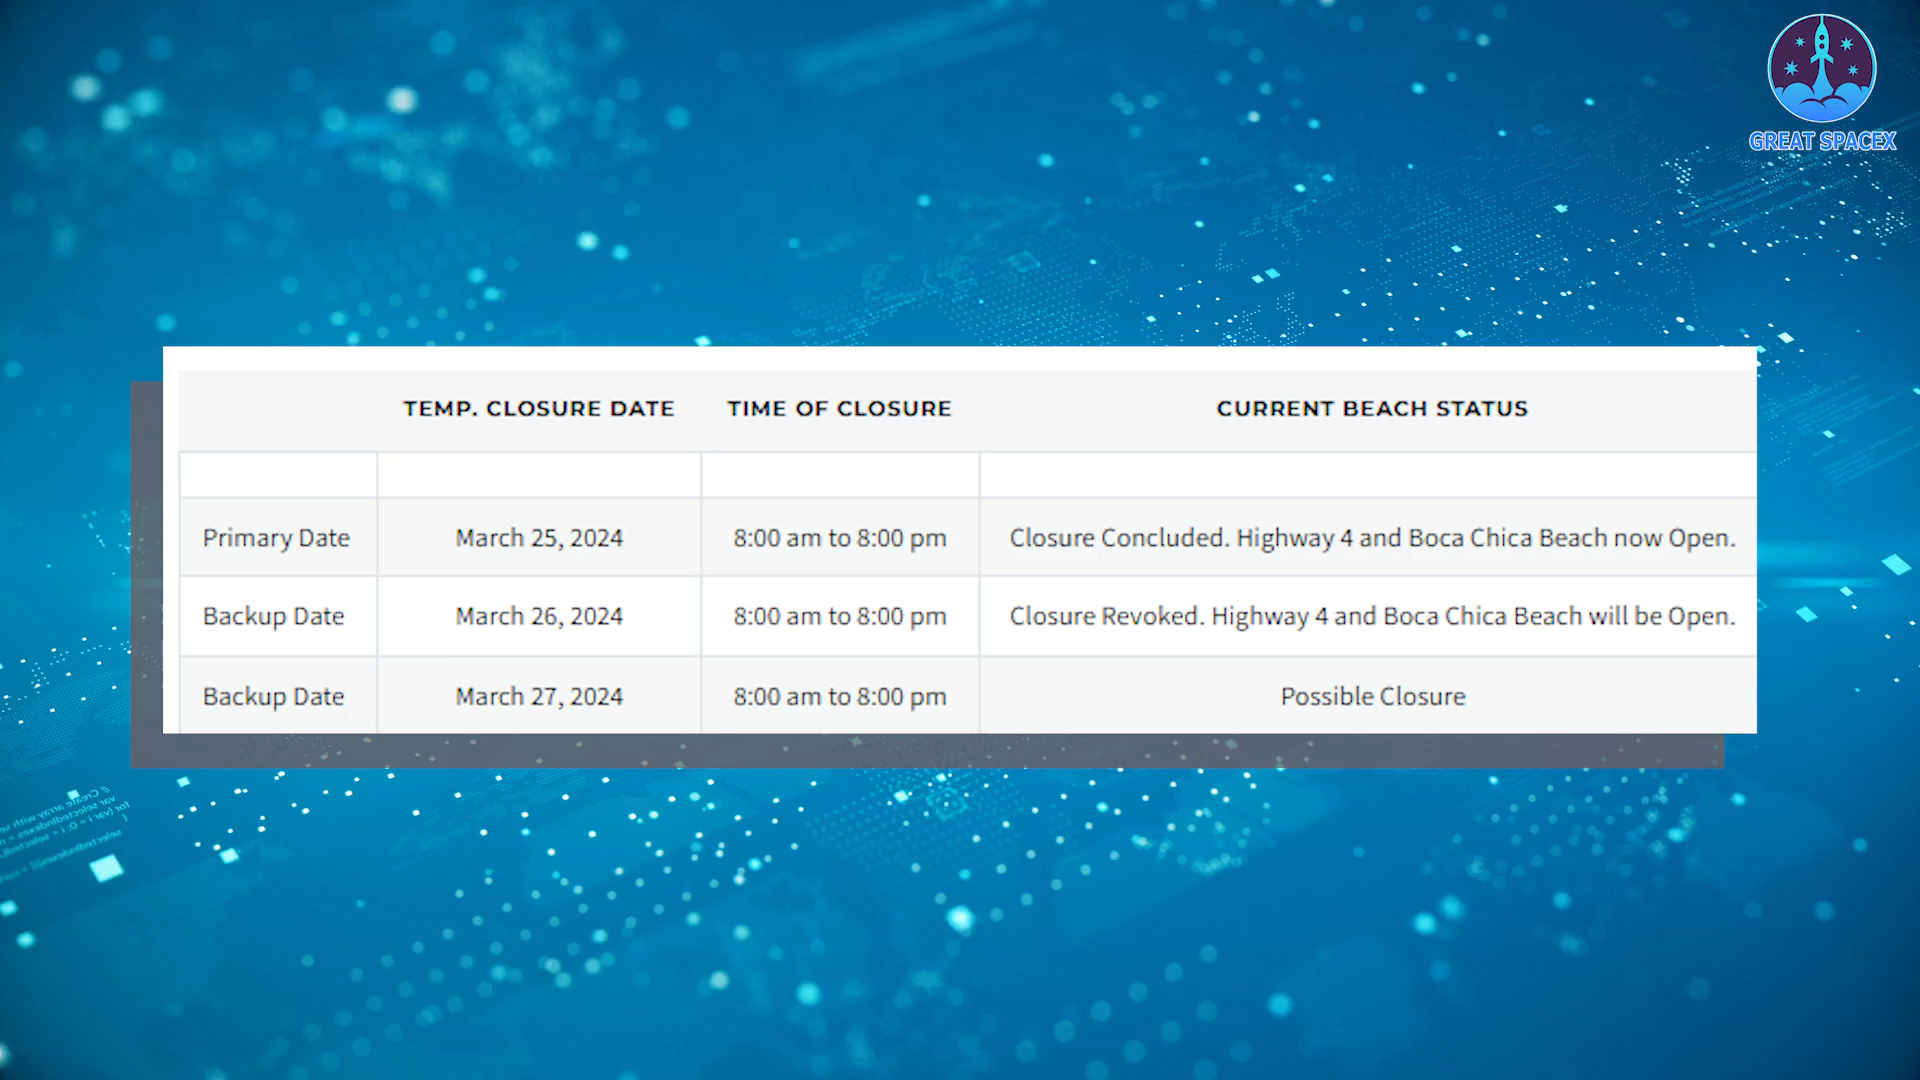 GREAT SPACEX
TEMP. CLOSURE DATE TIME OF CLOSURE CURRENT BEACH STATUS
Primary Date March 25, 2024 8:00 am to 8:00 pm Closure Concluded. Highway 4 and Boca Chica Beach now Open.
Backup Date March 26, 2024 8:00 am to 8:00 pm Closure Revoked. Highway 4 and Boca Chica Beach will be Open.
Backup Date March 27, 2024 8:00 am to 8:00 pm Possible Closure